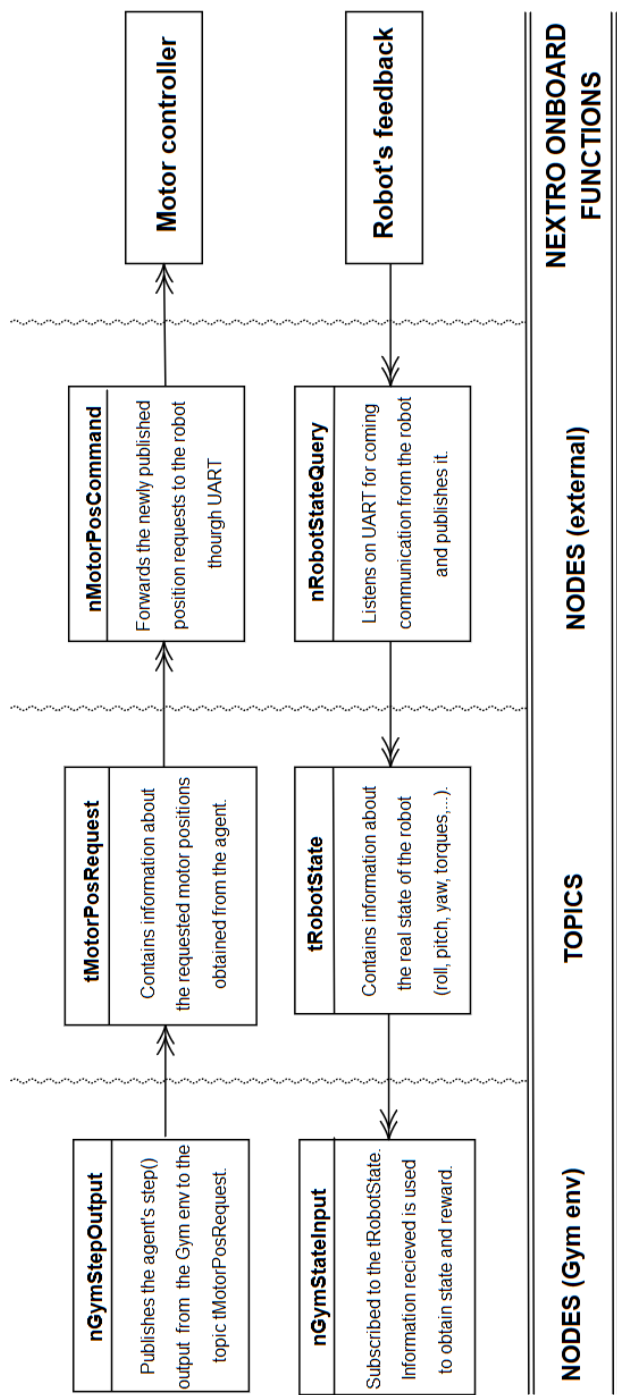 nGymStepOutput
Publishes the agent's step()
output from the Gym env to the
topic tMotorPosRequest.
tMotorPosRequest
Contains information about
the requested motor positions
obtained from the agent.
nMotorPosCommand
Forwards the newly published
position requests to the robot
thourgh UART
Motor controller
nGymStateInput
Subscribed to the tRobotState.
Information recieved is used
to obtain state and reward.
tRobotState
Contains information about
the real state of the robot
(roll, pitch, yaw, torques,...).
nRobotStateQuery
Listens on UART for coming
communication from the robot
and publishes it.
Robot's feedback
NODES (Gym env)
TOPICS
NODES (external)
NEXTRO ONBOARD
FUNCTIONS